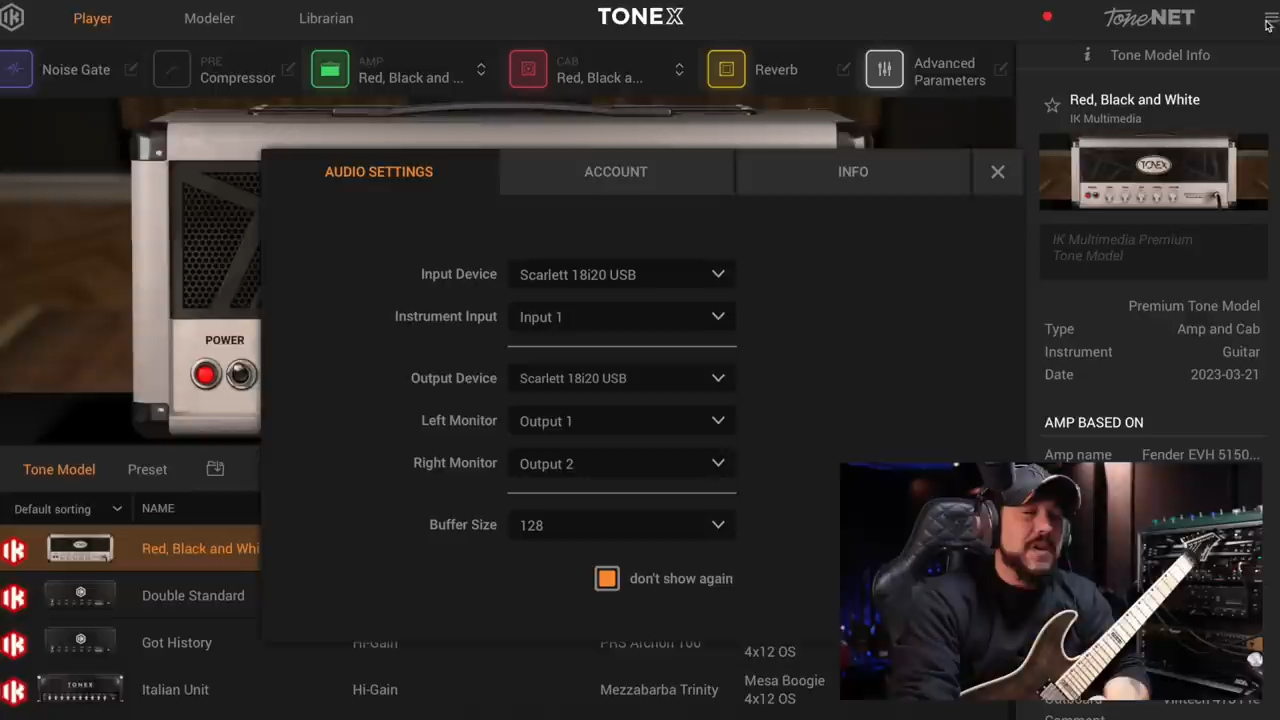 Player
Modeler
Librarian
TONEX
ToneNET
Noise Gate
PRE
Compressor
AMP
Red, Black and ...
CAB
Red, Black a...
Reverb
Advanced
Parameters
Tone Model Info
Red, Black and White
IK Multimedia
TONEX
IK Multimedia Premium
Tone Model
Premium Tone Model
Type Amp and Cab
Instrument Guitar
Date 2023-03-21
AMP BASED ON
Amp name Fender EVH 5150...
AUDIO SETTINGS
ACCOUNT
INFO
Input Device Scarlett 18i20 USB
Instrument Input Input 1
Output Device Scarlett 18i20 USB
Left Monitor Output 1
Right Monitor Output 2
Buffer Size 128
don't show again
POWER
Tone Model
Preset
Default sorting
NAME
Red, Black and Whi
Double Standard
Got History Hi-Gain PRS Archon 100
4x12 OS
TONEX
Italian Unit Hi-Gain Mezzabarba Trinity
Mesa Boogie
4x12 OS